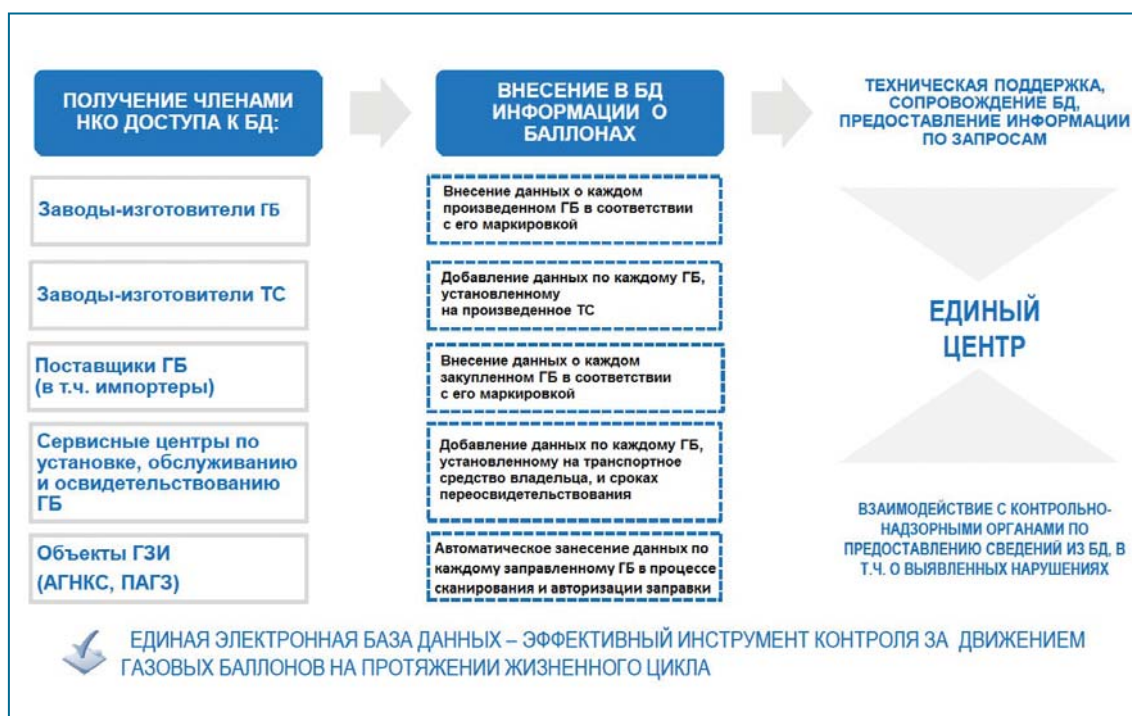 ПОЛУЧЕНИЕ ЧЛЕНАМИ
НКО ДОСТУПА К БД:
ВНЕСЕНИЕ В БД
ИНФОРМАЦИИ О
БАЛЛОНАХ
ТЕХНИЧЕСКАЯ ПОДДЕРЖКА,
СОПРОВОЖДЕНИЕ БД,
ПРЕДОСТАВЛЕНИЕ ИНФОРМАЦИИ
ПО ЗАПРОСАМ
Заводы-изготовители ГБ
Внесение данных о каждом
произведенном ГБ в соответствии
с его маркировкой
Заводы-изготовители ТС
Добавление данных по каждому ГБ,
установленному
на произведенное ТС
Поставщики ГБ
(в т.ч. импортеры)
Внесение данных о каждом
закупленном ГБ в соответствии
с его маркировкой
Сервисные центры по
установке, обслуживанию
и освидетельствованию
ГБ
Добавление данных по каждому ГБ,
установленному на транспортное
средство владельца, и сроках
переосвидетельствования
Объекты ГЗИ
(АГНКС, ПАГЗ)
Автоматическое занесение данных по
каждому заправленному ГБ в процессе
сканирования и авторизации заправки
ЕДИНЫЙ
ЦЕНТР
ВЗАИМОДЕЙСТВИЕ С КОНТРОЛЬНО-
НАДЗОРНЫМИ ОРГАНАМИ ПО
ПРЕДОСТАВЛЕНИЮ СВЕДЕНИЙ ИЗ БД, В
Т.Ч. О ВЫЯВЛЕННЫХ НАРУШЕНИЯХ
ЕДИНАЯ ЭЛЕКТРОННАЯ БАЗА ДАННЫХ – ЭФФЕКТИВНЫЙ ИНСТРУМЕНТ КОНТРОЛЯ ЗА ДВИЖЕНИЕМ
ГАЗОВЫХ БАЛЛОНОВ НА ПРОТЯЖЕНИИ ЖИЗНЕННОГО ЦИКЛА